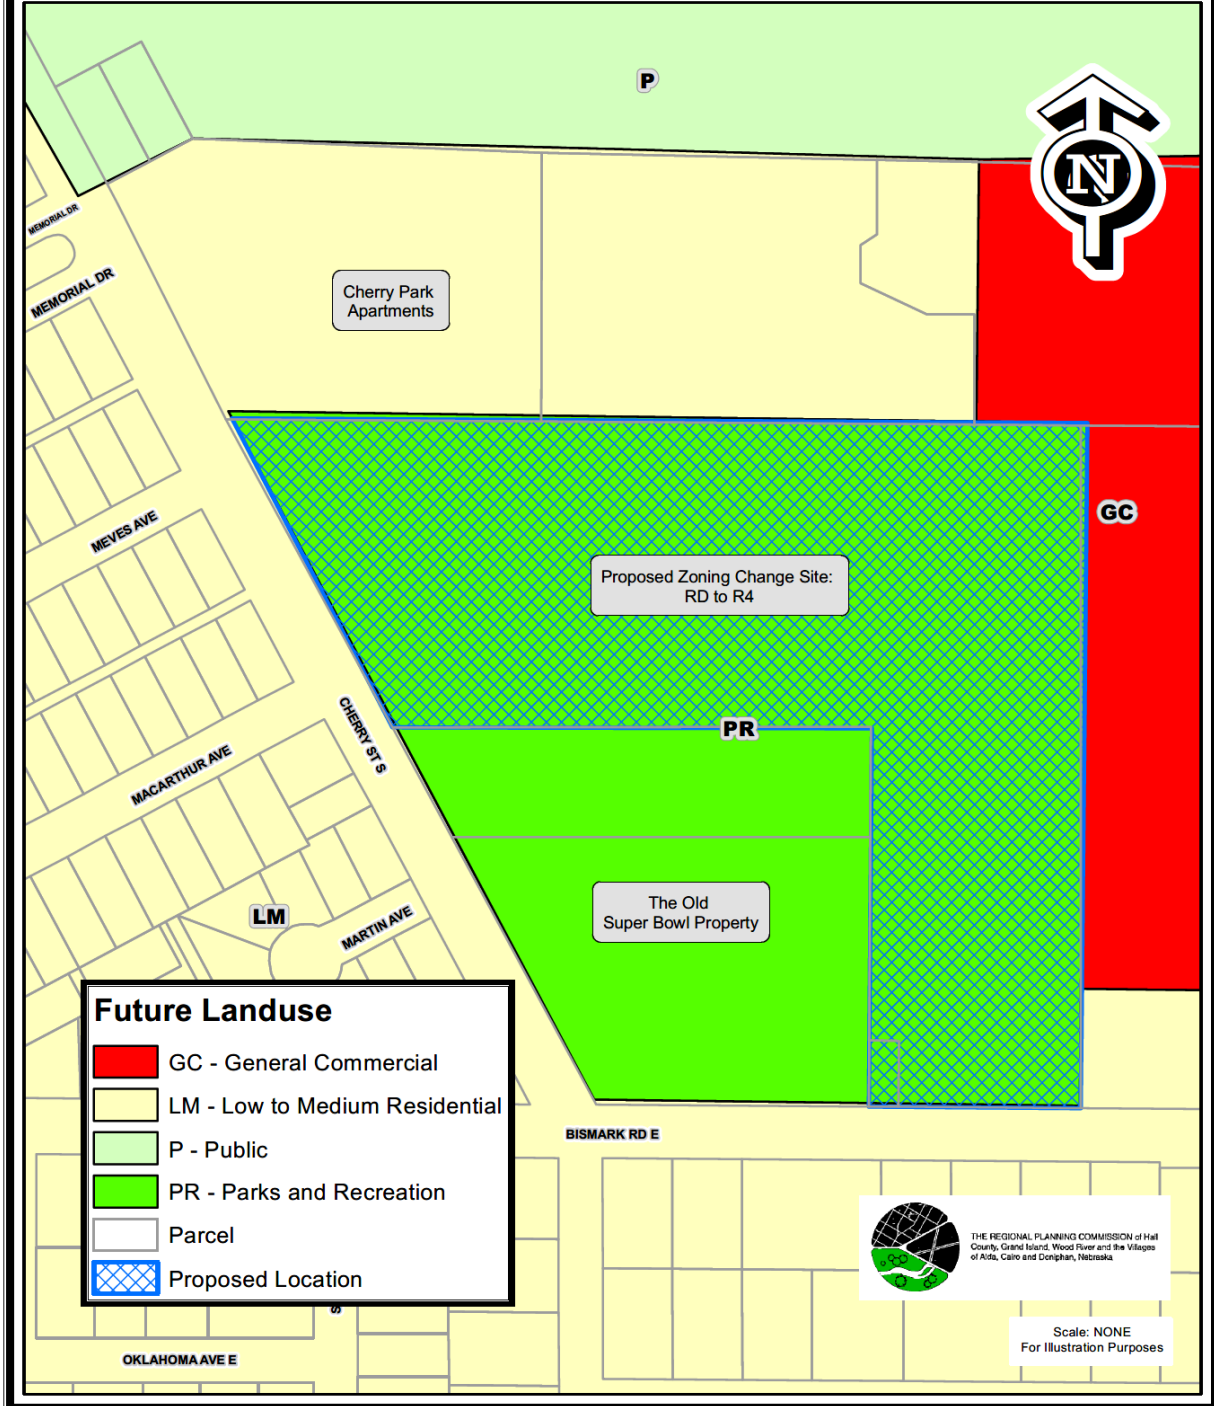 P
N
MEMORIAL DR
MEMORIAL DR
Cherry Park
Apartments
GC
MEVES AVE
Proposed Zoning Change Site:
RD to R4
CHERRY ST S
PR
MACARTHUR AVE
LM
MARTIN AVE
The Old
Super Bowl Property
Future Landuse
GC - General Commercial
LM - Low to Medium Residential
P - Public
PR - Parks and Recreation
Parcel
Proposed Location
BISMARK RD E
THE REGIONAL PLANNING COMMISSION of Hall
County, Grand Island, Wood River and the Villages
of Alda, Cairo and Doniphan, Nebraska
S
Scale: NONE
For Illustration Purposes
OKLAHOMA AVE E